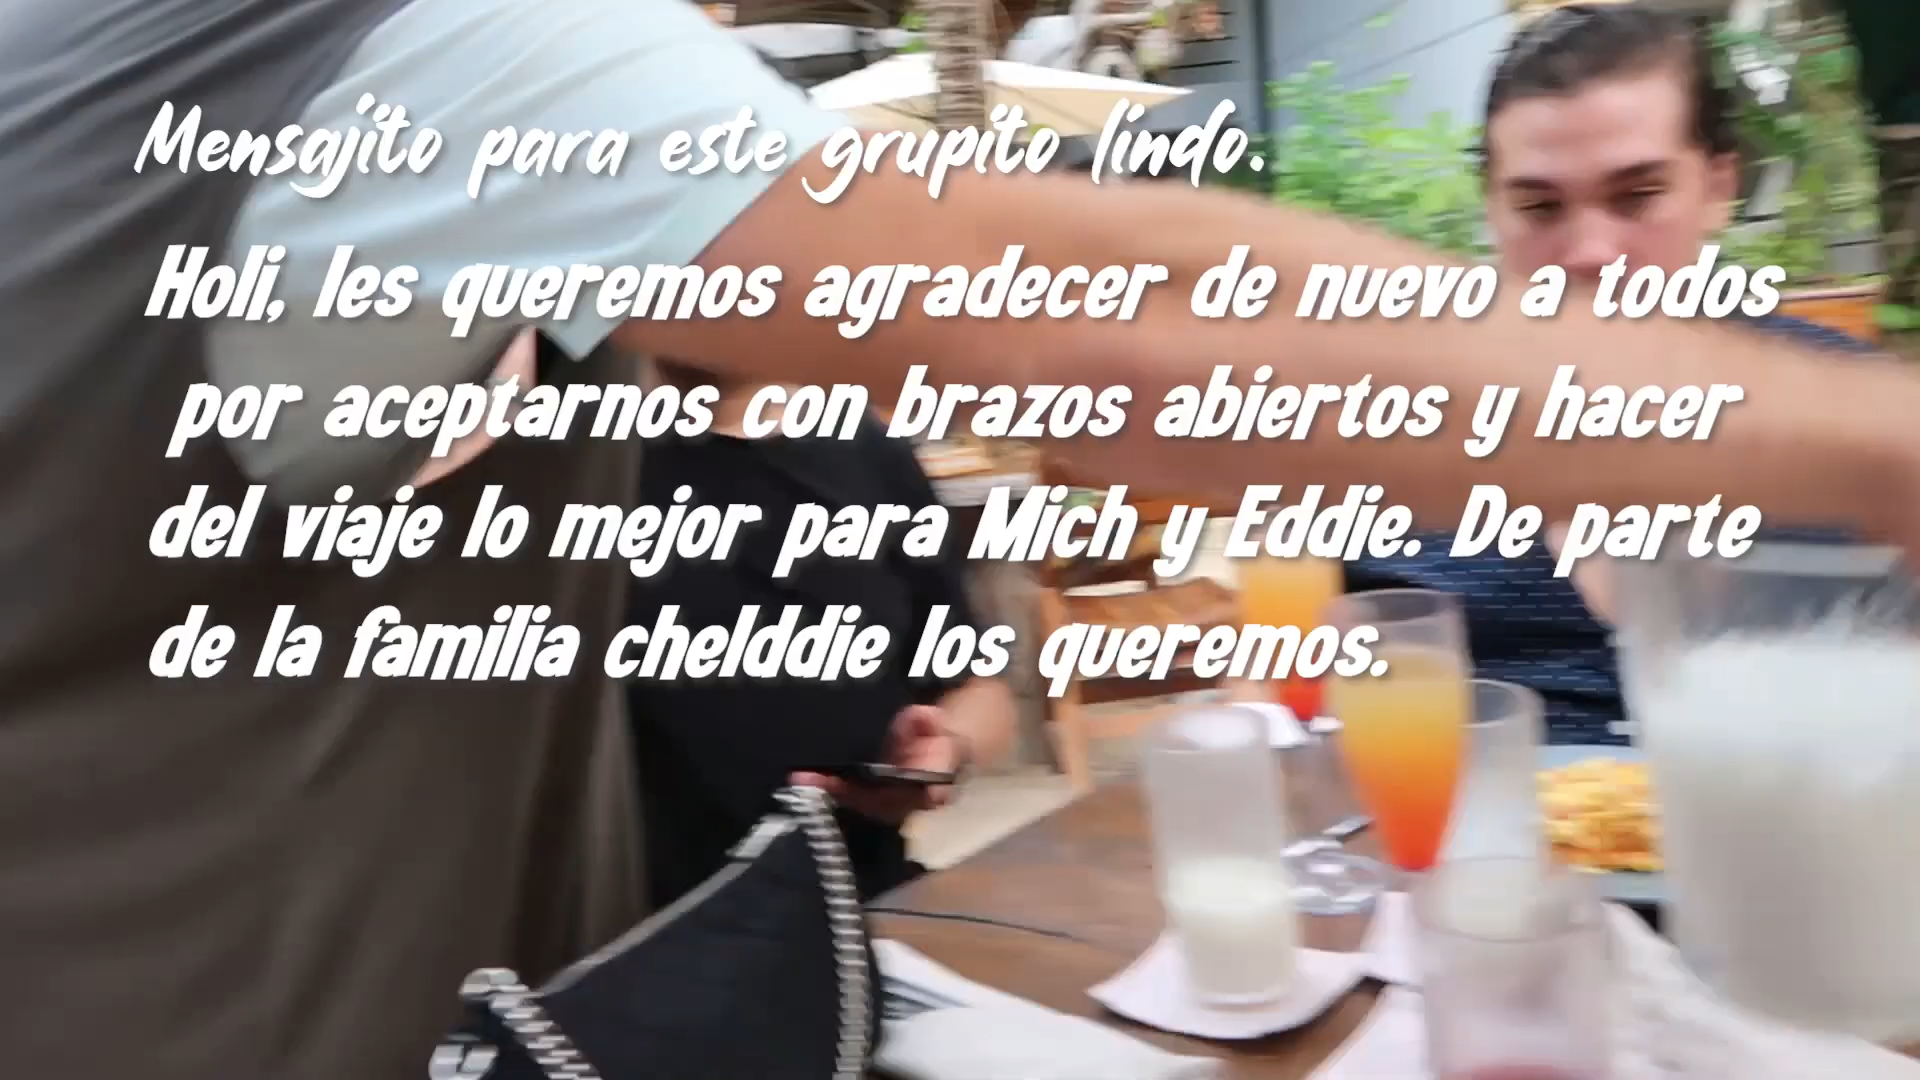 Mensajito para este grupito lindo.
Holi, les queremos agradecer de nuevo a todos
por aceptarnos con brazos abiertos y hacer
del viaje lo mejor para Mich y Eddie. De parte
de la familia chelddie los queremos.